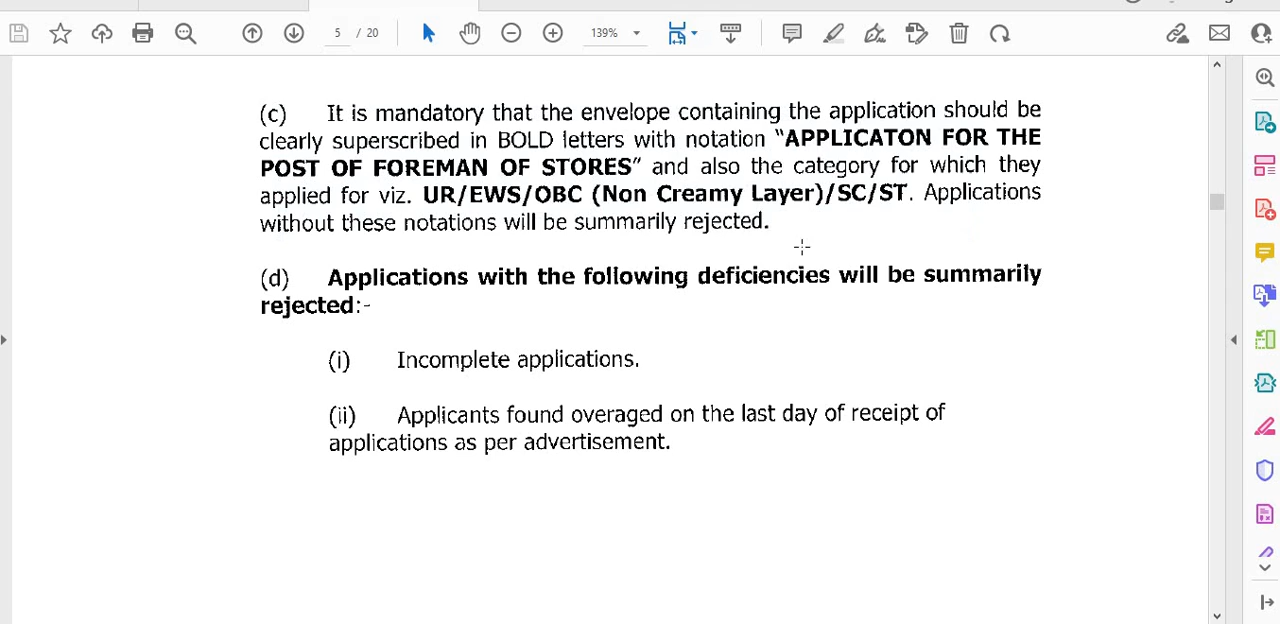 5 / 20
139%
(c) It is mandatory that the envelope containing the application should be
clearly superscribed in BOLD letters with notation "APPLICATON FOR THE
POST OF FOREMAN OF STORES" and also the category for which they
applied for viz. UR/EWS/OBC (Non Creamy Layer)/SC/ST. Applications
without these notations will be summarily rejected.
(d) Applications with the following deficiencies will be summarily
rejected:-
(i) Incomplete applications.
(ii) Applicants found overaged on the last day of receipt of
applications as per advertisement.